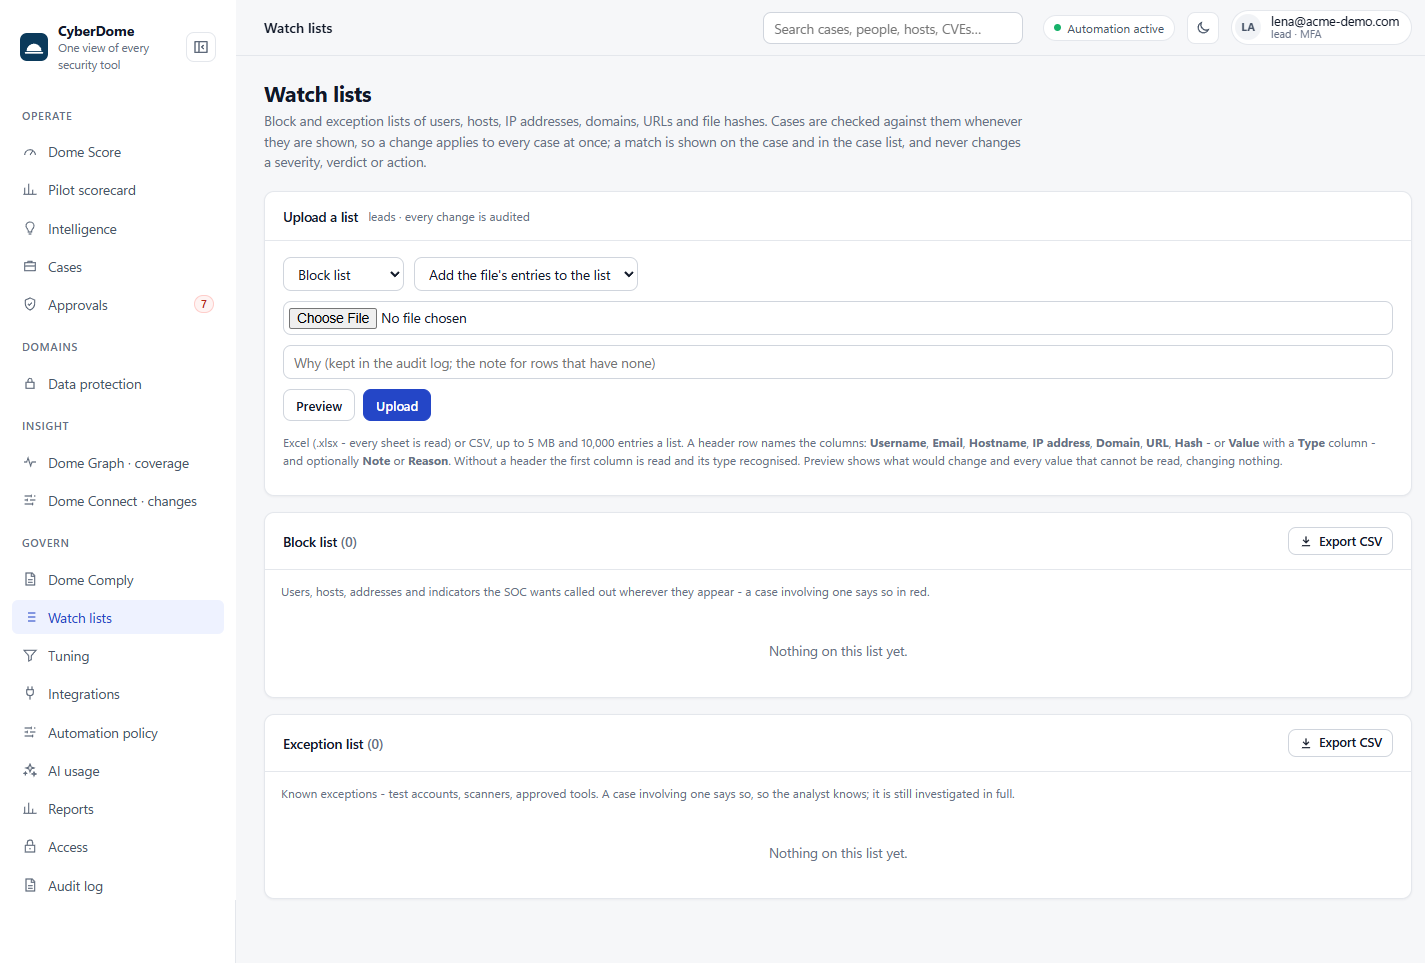 CyberDome
One view of every
security tool
OPERATE
Dome Score
Pilot scorecard
Intelligence
Cases
Approvals 7
DOMAINS
Data protection
INSIGHT
Dome Graph · coverage
Dome Connect · changes
GOVERN
Dome Comply
Watch lists
Tuning
Integrations
Automation policy
AI usage
Reports
Access
Audit log
Watch lists
Search cases, people, hosts, CVEs...
Automation active
LA
lena@acme-demo.com
lead · MFA
Watch lists
Block and exception lists of users, hosts, IP addresses, domains, URLs and file hashes. Cases are checked against them whenever
they are shown, so a change applies to every case at once; a match is shown on the case and in the case list, and never changes
a severity, verdict or action.
Upload a list leads · every change is audited
Block list Add the file's entries to the list
Choose File No file chosen
Why (kept in the audit log; the note for rows that have none)
Preview Upload
Excel (.xlsx - every sheet is read) or CSV, up to 5 MB and 10,000 entries a list. A header row names the columns: Username, Email, Hostname, IP address, Domain, URL, Hash - or Value with a Type column -
and optionally Note or Reason. Without a header the first column is read and its type recognised. Preview shows what would change and every value that cannot be read, changing nothing.
Block list (0) Export CSV
Users, hosts, addresses and indicators the SOC wants called out wherever they appear - a case involving one says so in red.
Nothing on this list yet.
Exception list (0) Export CSV
Known exceptions - test accounts, scanners, approved tools. A case involving one says so, so the analyst knows; it is still investigated in full.
Nothing on this list yet.